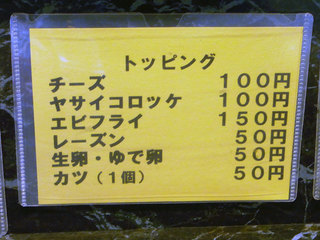 トッピング
チーズ 100円
ヤサイコロッケ 100円
エビフライ 150円
レーズン 50円
生卵・ゆで卵 50円
カツ（1個） 50円